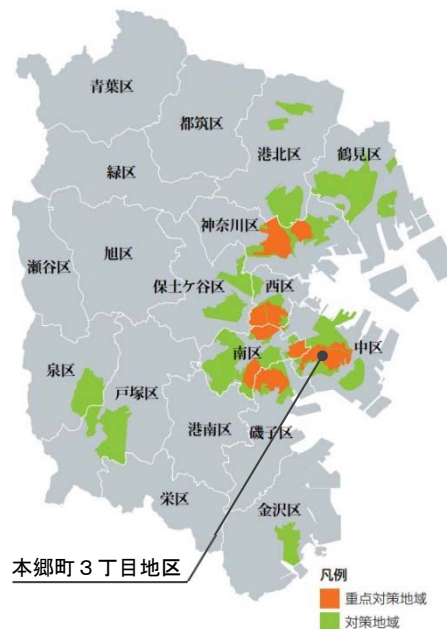 青葉区
都筑区
港北区
鶴見区
緑区
神奈川区
瀬谷区
旭区
保土ケ谷区
西区
中区
南区
泉区
戸塚区
港南区
磯子区
栄区
金沢区
本郷町３丁目地区
凡例
重点対策地域
対策地域